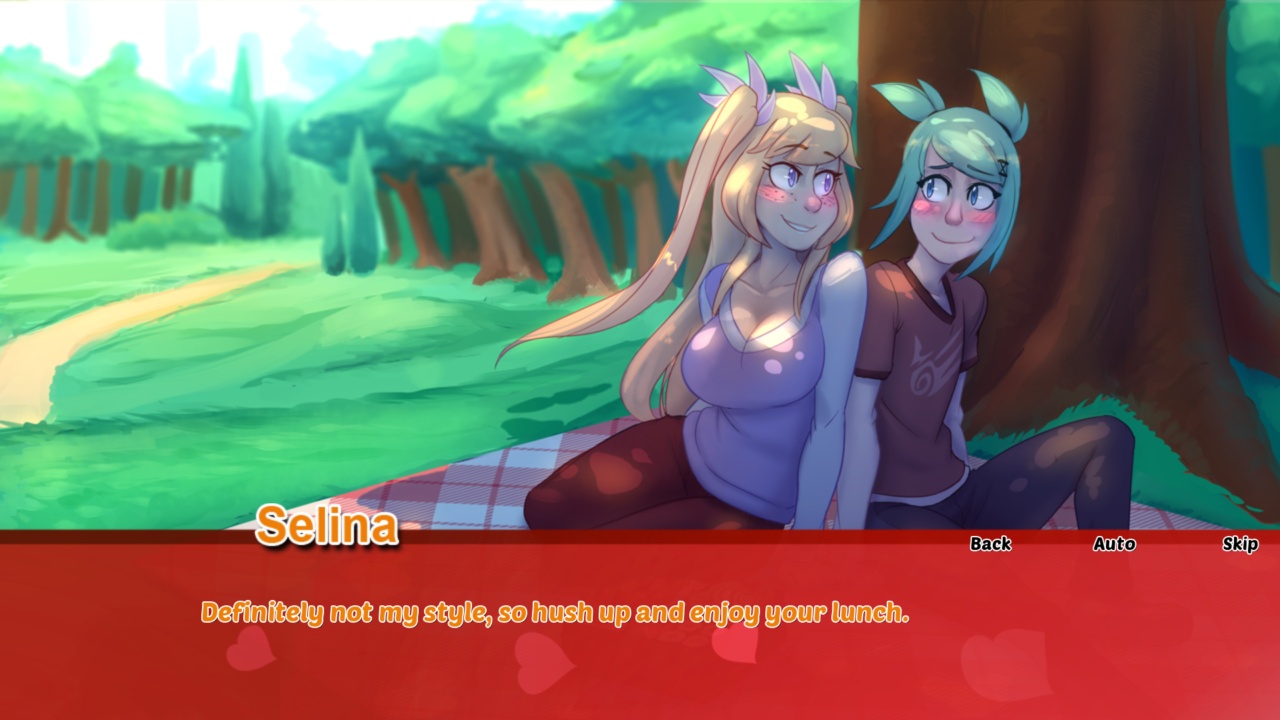 Selina
Back Auto Skip
Definitely not my style, so hush up and enjoy your lunch.